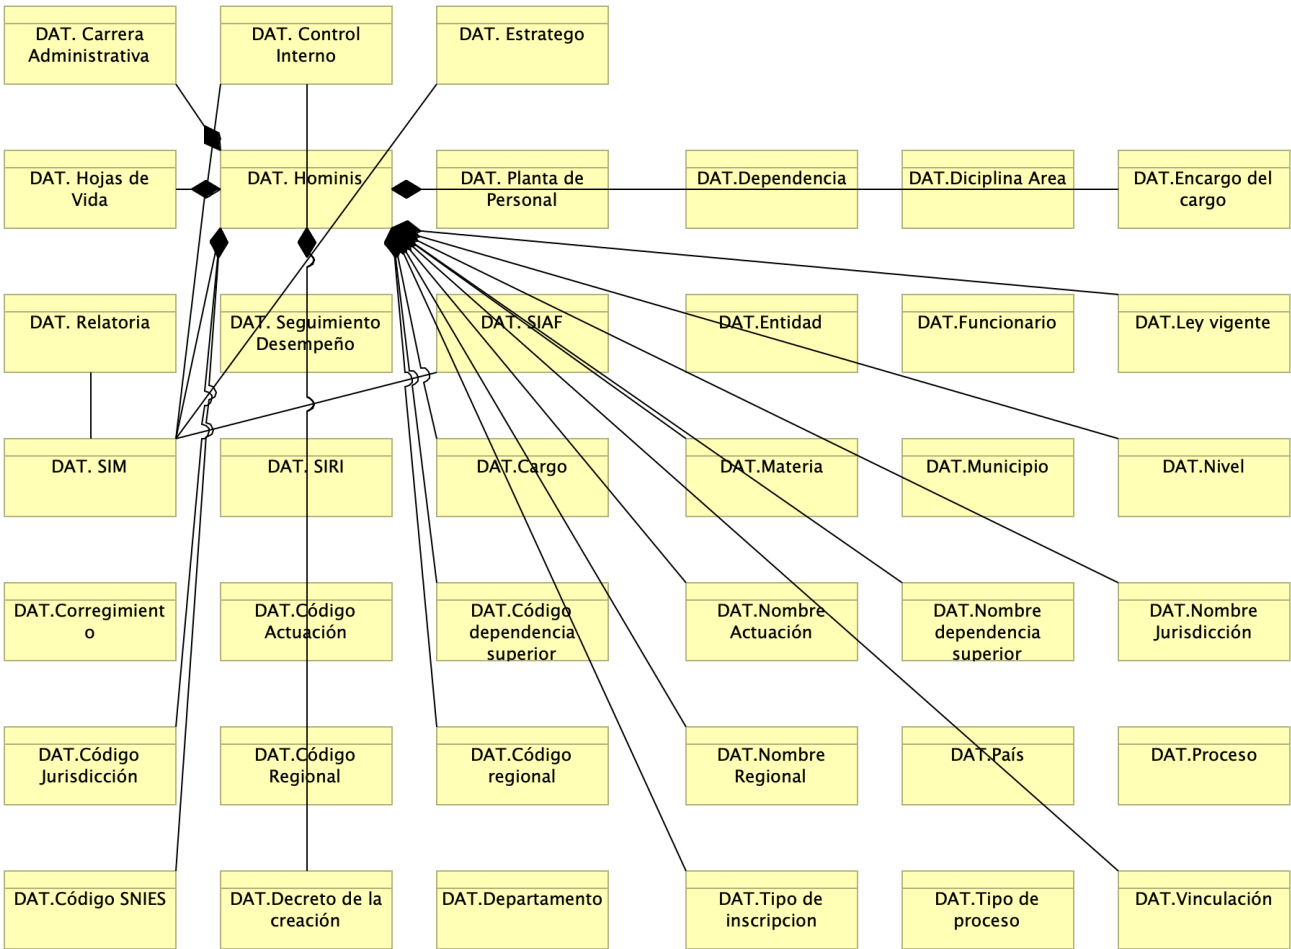 DAT. Carrera
Administrativa
DAT. Control
Interno
DAT. Estratego
DAT. Hojas de
Vida
DAT. Hominis
DAT. Planta de
Personal
DAT.Dependencia
DAT.Diciplina Area
DAT.Encargo del
cargo
DAT. Relatoria
DAT. Seguimiento
Desempeño
DAT. SIAF
DAT.Entidad
DAT.Funcionario
DAT.Ley vigente
DAT. SIM
DAT. SIRI
DAT.Cargo
DAT.Materia
DAT.Municipio
DAT.Nivel
DAT.Corregimient
o
DAT.Código
Actuación
DAT.Código
dependencia
superior
DAT.Nombre
Actuación
DAT.Nombre
dependencia
superior
DAT.Nombre
Jurisdicción
DAT.Código
Jurisdicción
DAT.Código
Regional
DAT.Código
regional
DAT.Nombre
Regional
DAT.País
DAT.Proceso
DAT.Código SNIES
DAT.Decreto de la
creación
DAT.Departamento
DAT.Tipo de
inscripcion
DAT.Tipo de
proceso
DAT.Vinculación